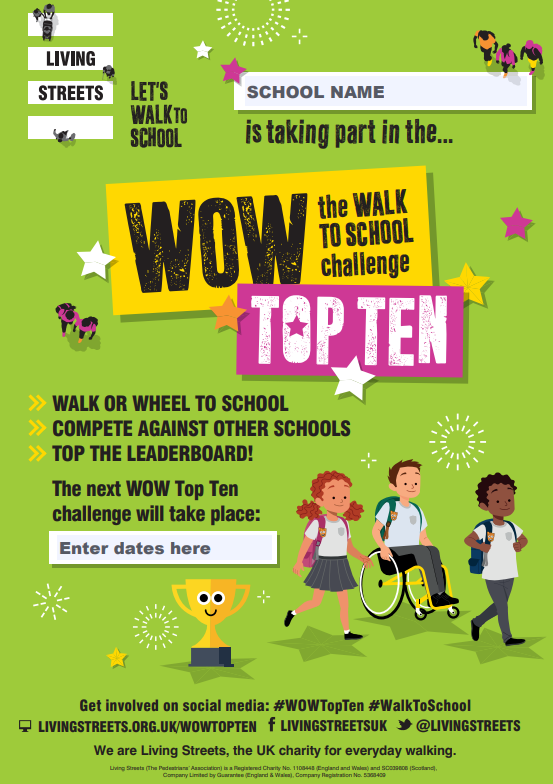 LIVING
STREETS
LET'S
WALK TO
SCHOOL
SCHOOL NAME
is taking part in the...
WOW
the WALK
TO SCHOOL
challenge
TOP TEN
WALK OR WHEEL TO SCHOOL
COMPETE AGAINST OTHER SCHOOLS
TOP THE LEADERBOARD!
The next WOW Top Ten
challenge will take place:
Enter dates here
Get involved on social media: #WOWTopTen #WalkToSchool
LIVINGSTREETS.ORG.UK/WOWTOPTEN LIVINGSTREETSUK @LIVINGSTREETS
We are Living Streets, the UK charity for everyday walking.
Living Streets (The Pedestrians' Association) is a Registered Charity No. 1108448 (England and Wales) and SC039808 (Scotland),
Company Limited by Guarantee (England & Wales), Company Registration No. 5368409